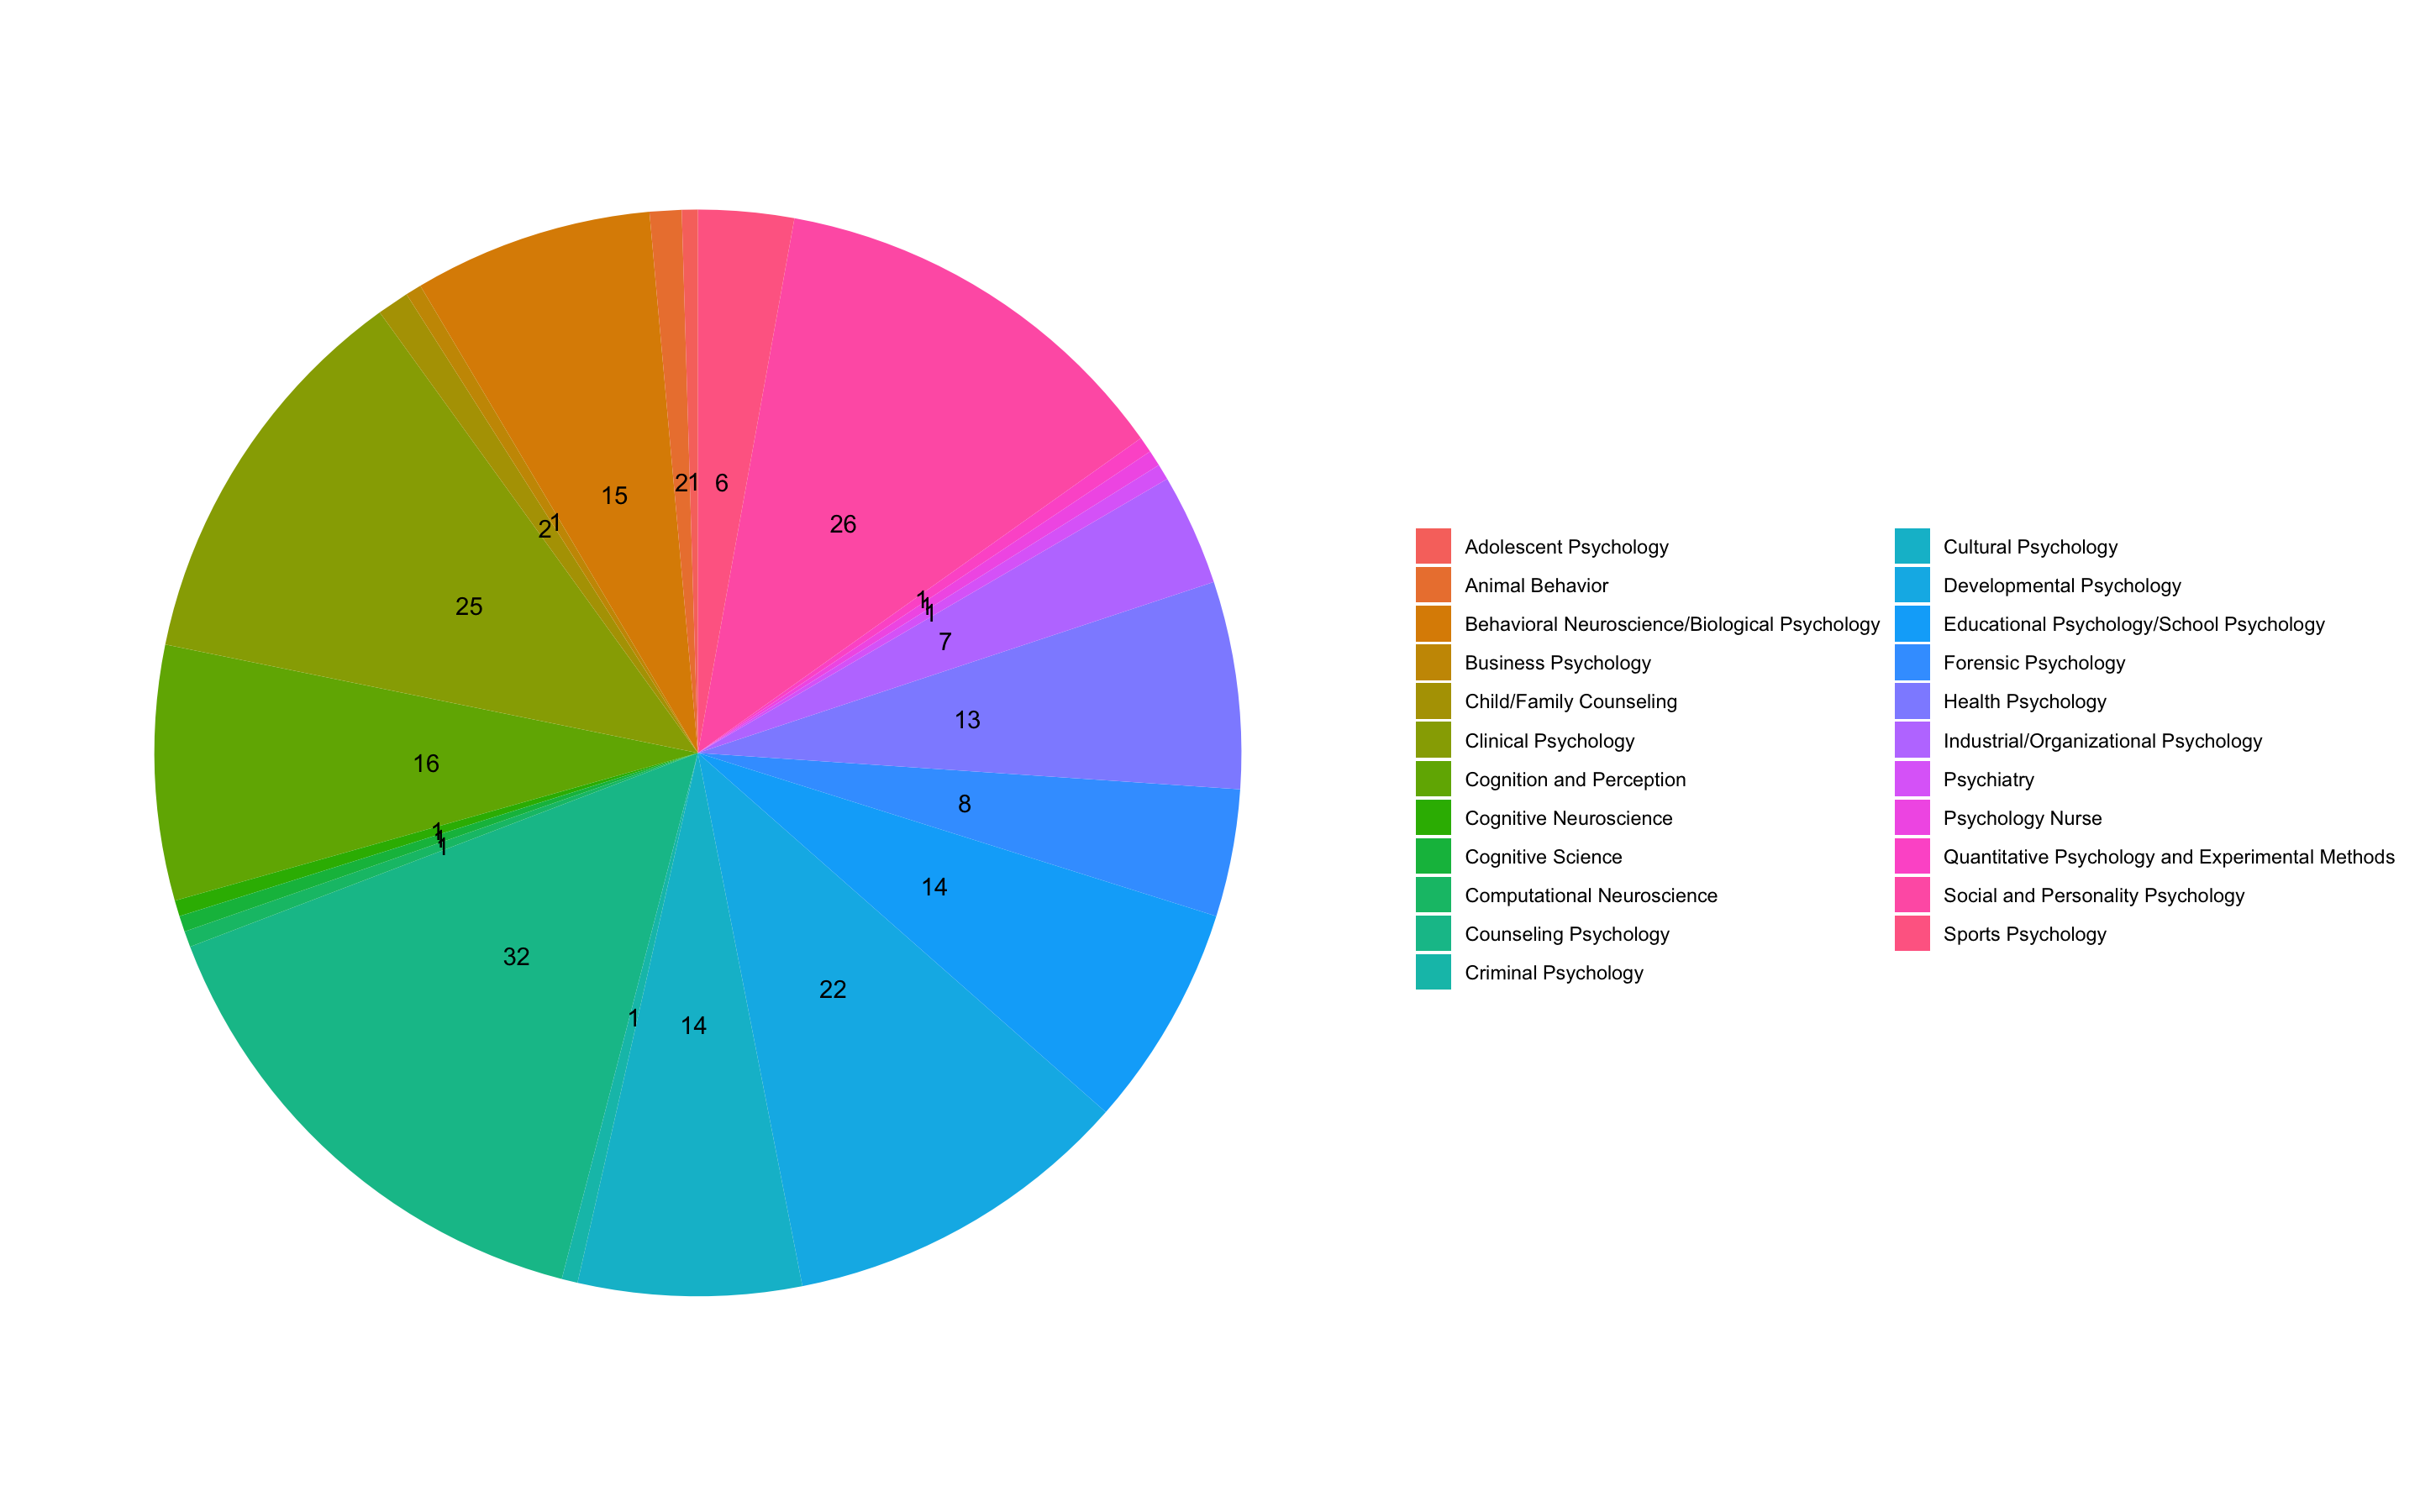 21 6
15
26
2 1
25
1
1
1
7
13
16
8
1
1
1
14
32
22
1
14
Adolescent Psychology
Animal Behavior
Behavioral Neuroscience/Biological Psychology
Business Psychology
Child/Family Counseling
Clinical Psychology
Cognition and Perception
Cognitive Neuroscience
Cognitive Science
Computational Neuroscience
Counseling Psychology
Criminal Psychology
Cultural Psychology
Developmental Psychology
Educational Psychology/School Psychology
Forensic Psychology
Health Psychology
Industrial/Organizational Psychology
Psychiatry
Psychology Nurse
Quantitative Psychology and Experimental Methods
Social and Personality Psychology
Sports Psychology